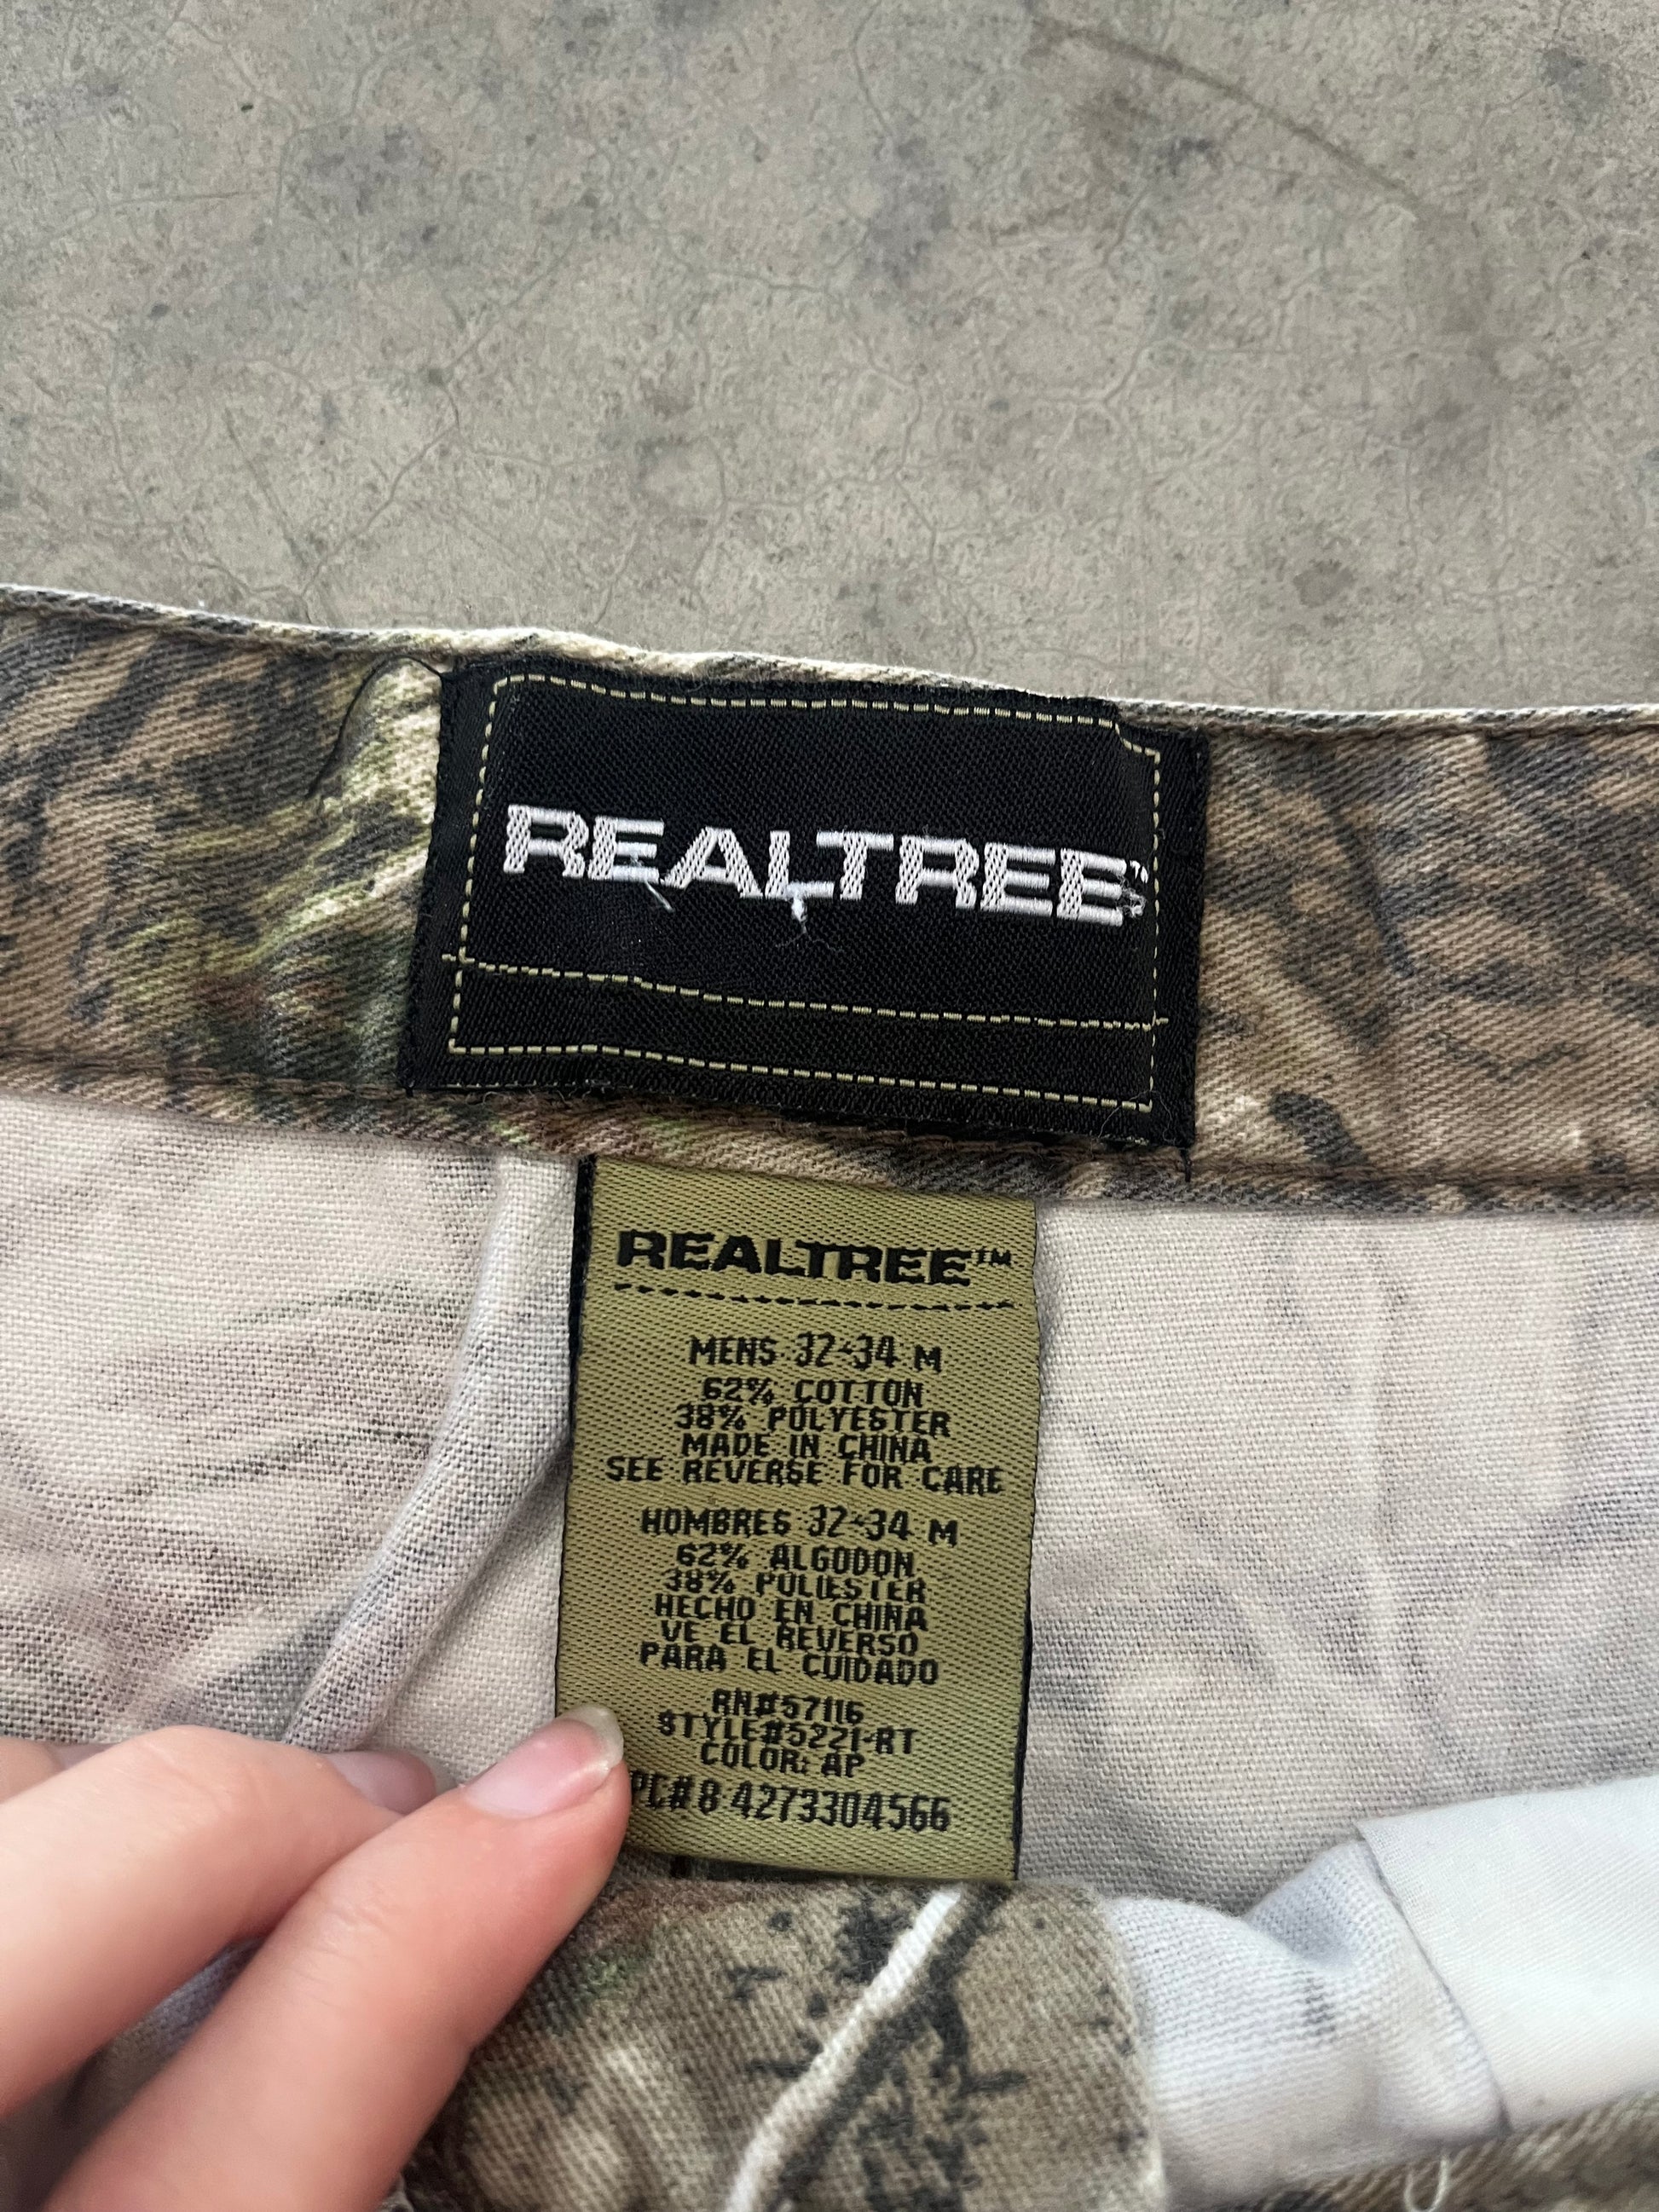 REALTREE
REALTREE™
MENS 32-34 M
62% COTTON
38% POLYESTER
MADE IN CHINA
SEE REVERSE FOR CARE
HOMBRES 32-34 M
62% ALGODON
38% POLIESTER
HECHO EN CHINA
VE EL REVERSO
PARA EL CUIDADO
RN#57116
STYLE#5221-RT
COLOR: AP
PC# 8 4273304566